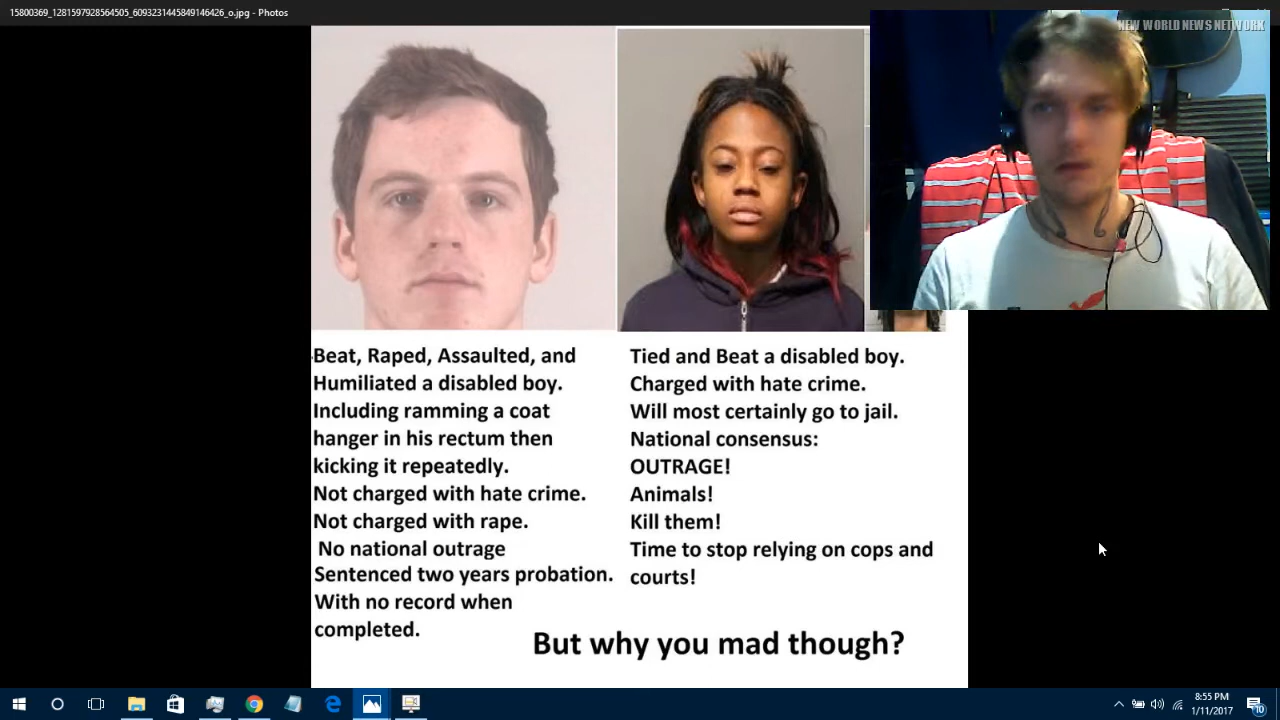 15800369_1281597928564505_6093231445849146426_o.jpg - Photos
NEW WORLD NEWS NETWORK
Beat, Raped, Assaulted, and
Humiliated a disabled boy.
Including ramming a coat
hanger in his rectum then
kicking it repeatedly.
Not charged with hate crime.
Not charged with rape.
No national outrage
Sentenced two years probation.
With no record when
completed.
Tied and Beat a disabled boy.
Charged with hate crime.
Will most certainly go to jail.
National consensus:
OUTRAGE!
Animals!
Kill them!
Time to stop relying on cops and
courts!
But why you mad though?
8:55 PM
1/11/2017
10